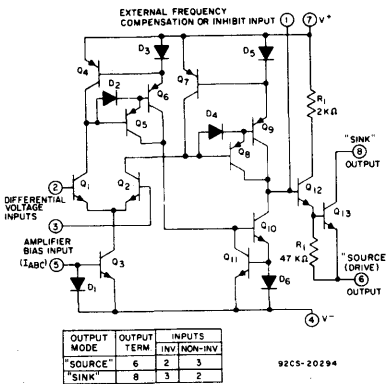 EXTERNAL FREQUENCY
COMPENSATION OR INHIBIT INPUT
1
7 V+
D3
D5
Q4
Q7
D2
Q6
R1
2 KΩ
Q5
D4
Q9
Q8
"SINK"
8
OUTPUT
Q12
2
Q1
Q2
Q13
DIFFERENTIAL
VOLTAGE
INPUTS
3
Q10
R1
47 KΩ
"SOURCE"
(DRIVE)
6
OUTPUT
AMPLIFIER
BIAS INPUT
(IABC)
5
Q3
Q11
D1
D6
4 V-
OUTPUT MODE OUTPUT TERM. INPUTS
INV NON-INV
"SOURCE" 6 2 3
"SINK" 8 3 2
92CS-20294